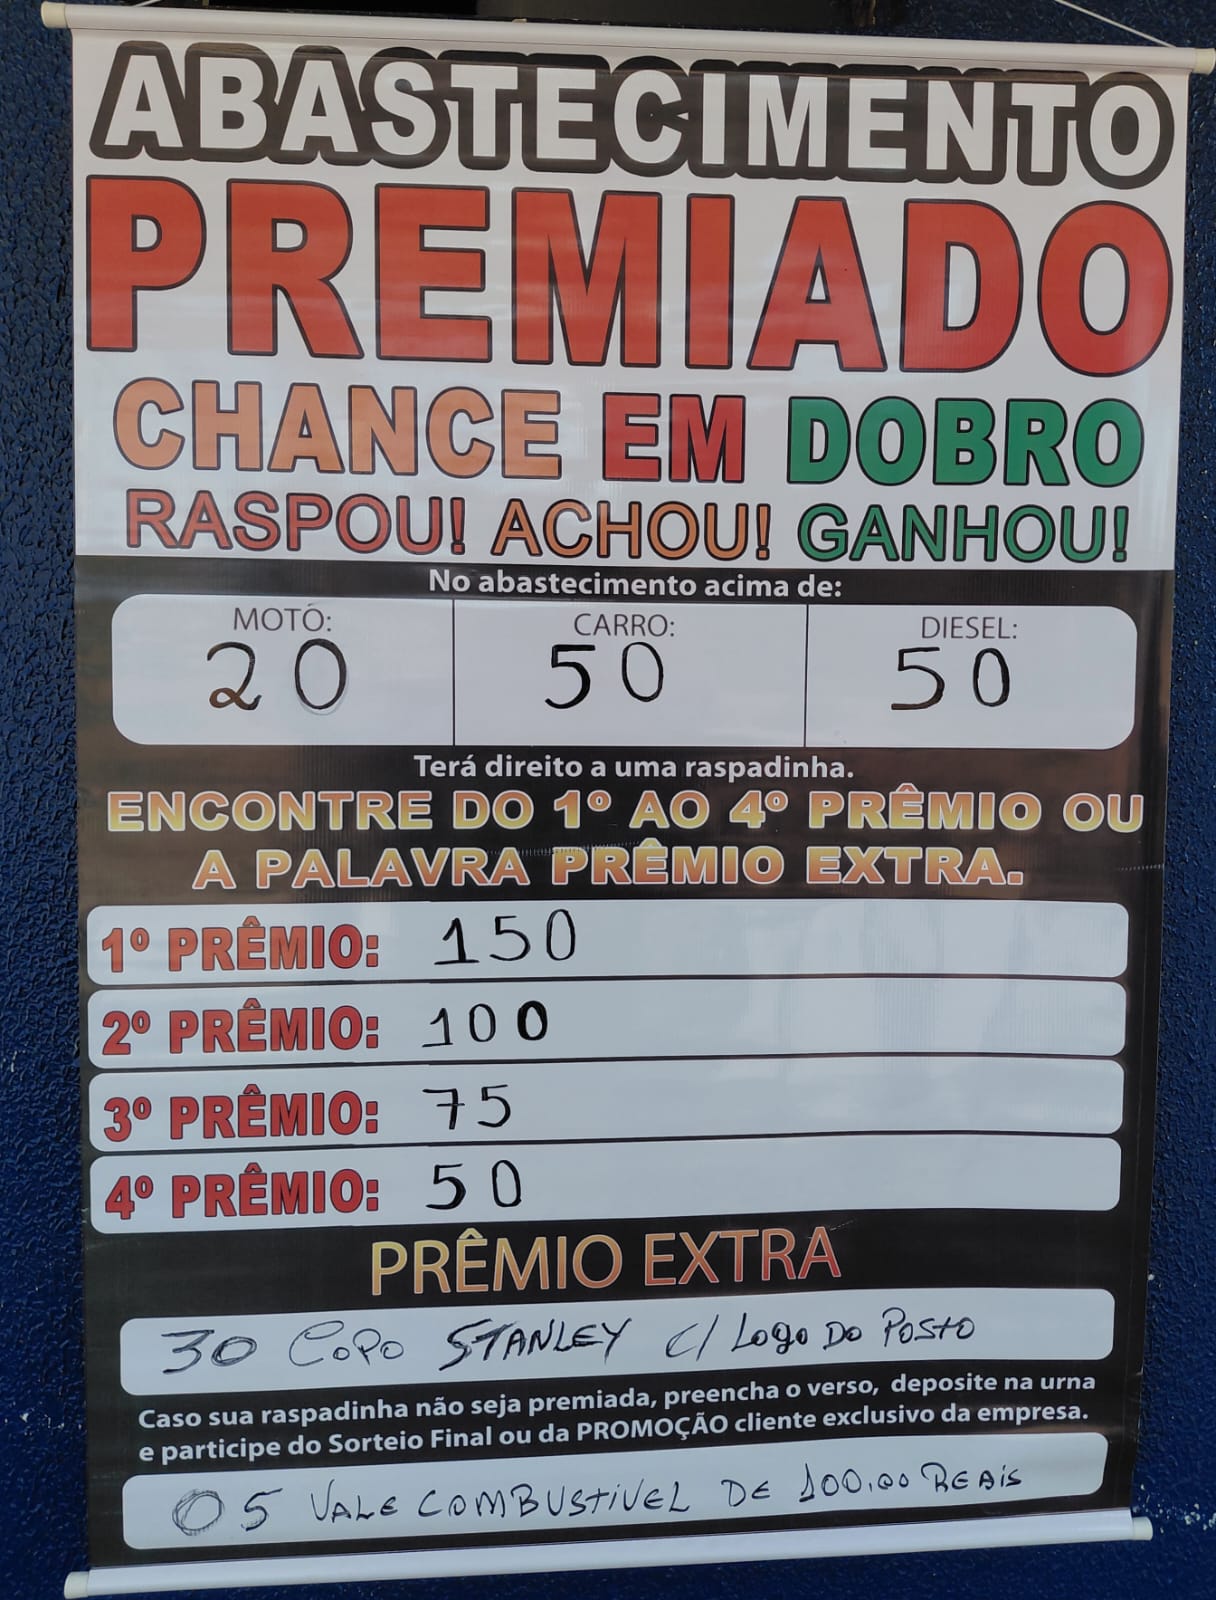 ABASTECIMENTO
PREMIADO
CHANCE EM DOBRO
RASPOU! ACHOU! GANHOU!
No abastecimento acima de:
MOTO: CARRO: DIESEL:
20 50 50
Terá direito a uma raspadinha.
ENCONTRE DO 1º AO 4º PRÊMIO OU
A PALAVRA PRÊMIO EXTRA.
1º PRÊMIO: 150
2º PRÊMIO: 100
3º PRÊMIO: 75
4º PRÊMIO: 50
PRÊMIO EXTRA
30 COPO STANLEY C/ LOGO DO POSTO
Caso sua raspadinha não seja premiada, preencha o verso, deposite na urna
e participe do Sorteio Final ou da PROMOÇÃO cliente exclusivo da empresa.
05 VALE COMBUSTIVEL DE 100,00 REAIS